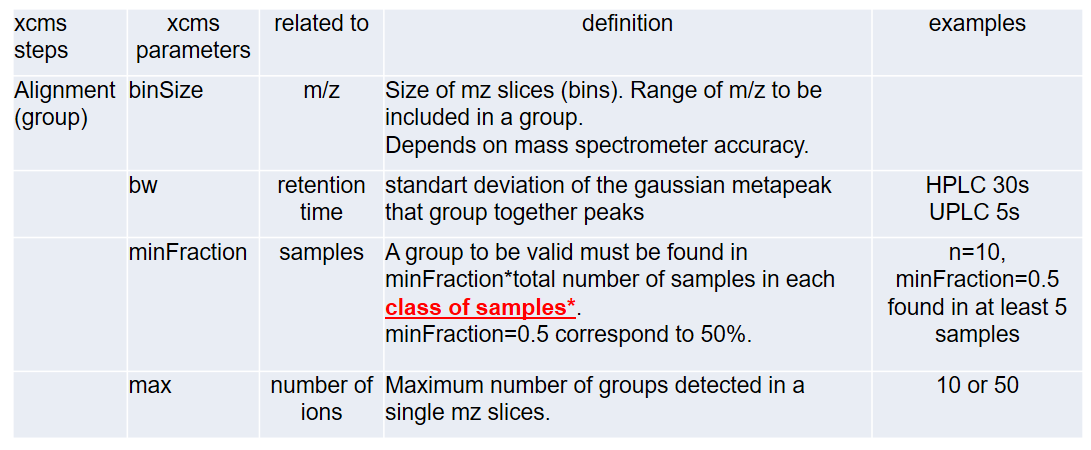 xcms steps
xcms parameters
related to
definition
examples
Alignment (group)
binSize
m/z
Size of mz slices (bins). Range of m/z to be
included in a group.
Depends on mass spectrometer accuracy.
bw
retention time
standart deviation of the gaussian metapeak
that group together peaks
HPLC 30s
UPLC 5s
minFraction
samples
A group to be valid must be found in
minFraction*total number of samples in each
class of samples*.
minFraction=0.5 correspond to 50%.
n=10,
minFraction=0.5
found in at least 5
samples
max
number of ions
Maximum number of groups detected in a
single mz slices.
10 or 50